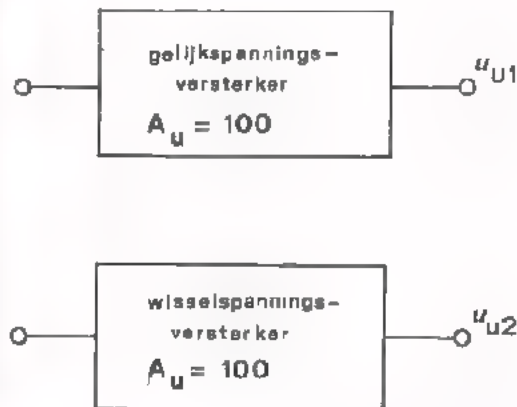 gelijkspannings-
versterker
A_u = 100
u_U1
wisselspannings-
versterker
A_u = 100
u_u2